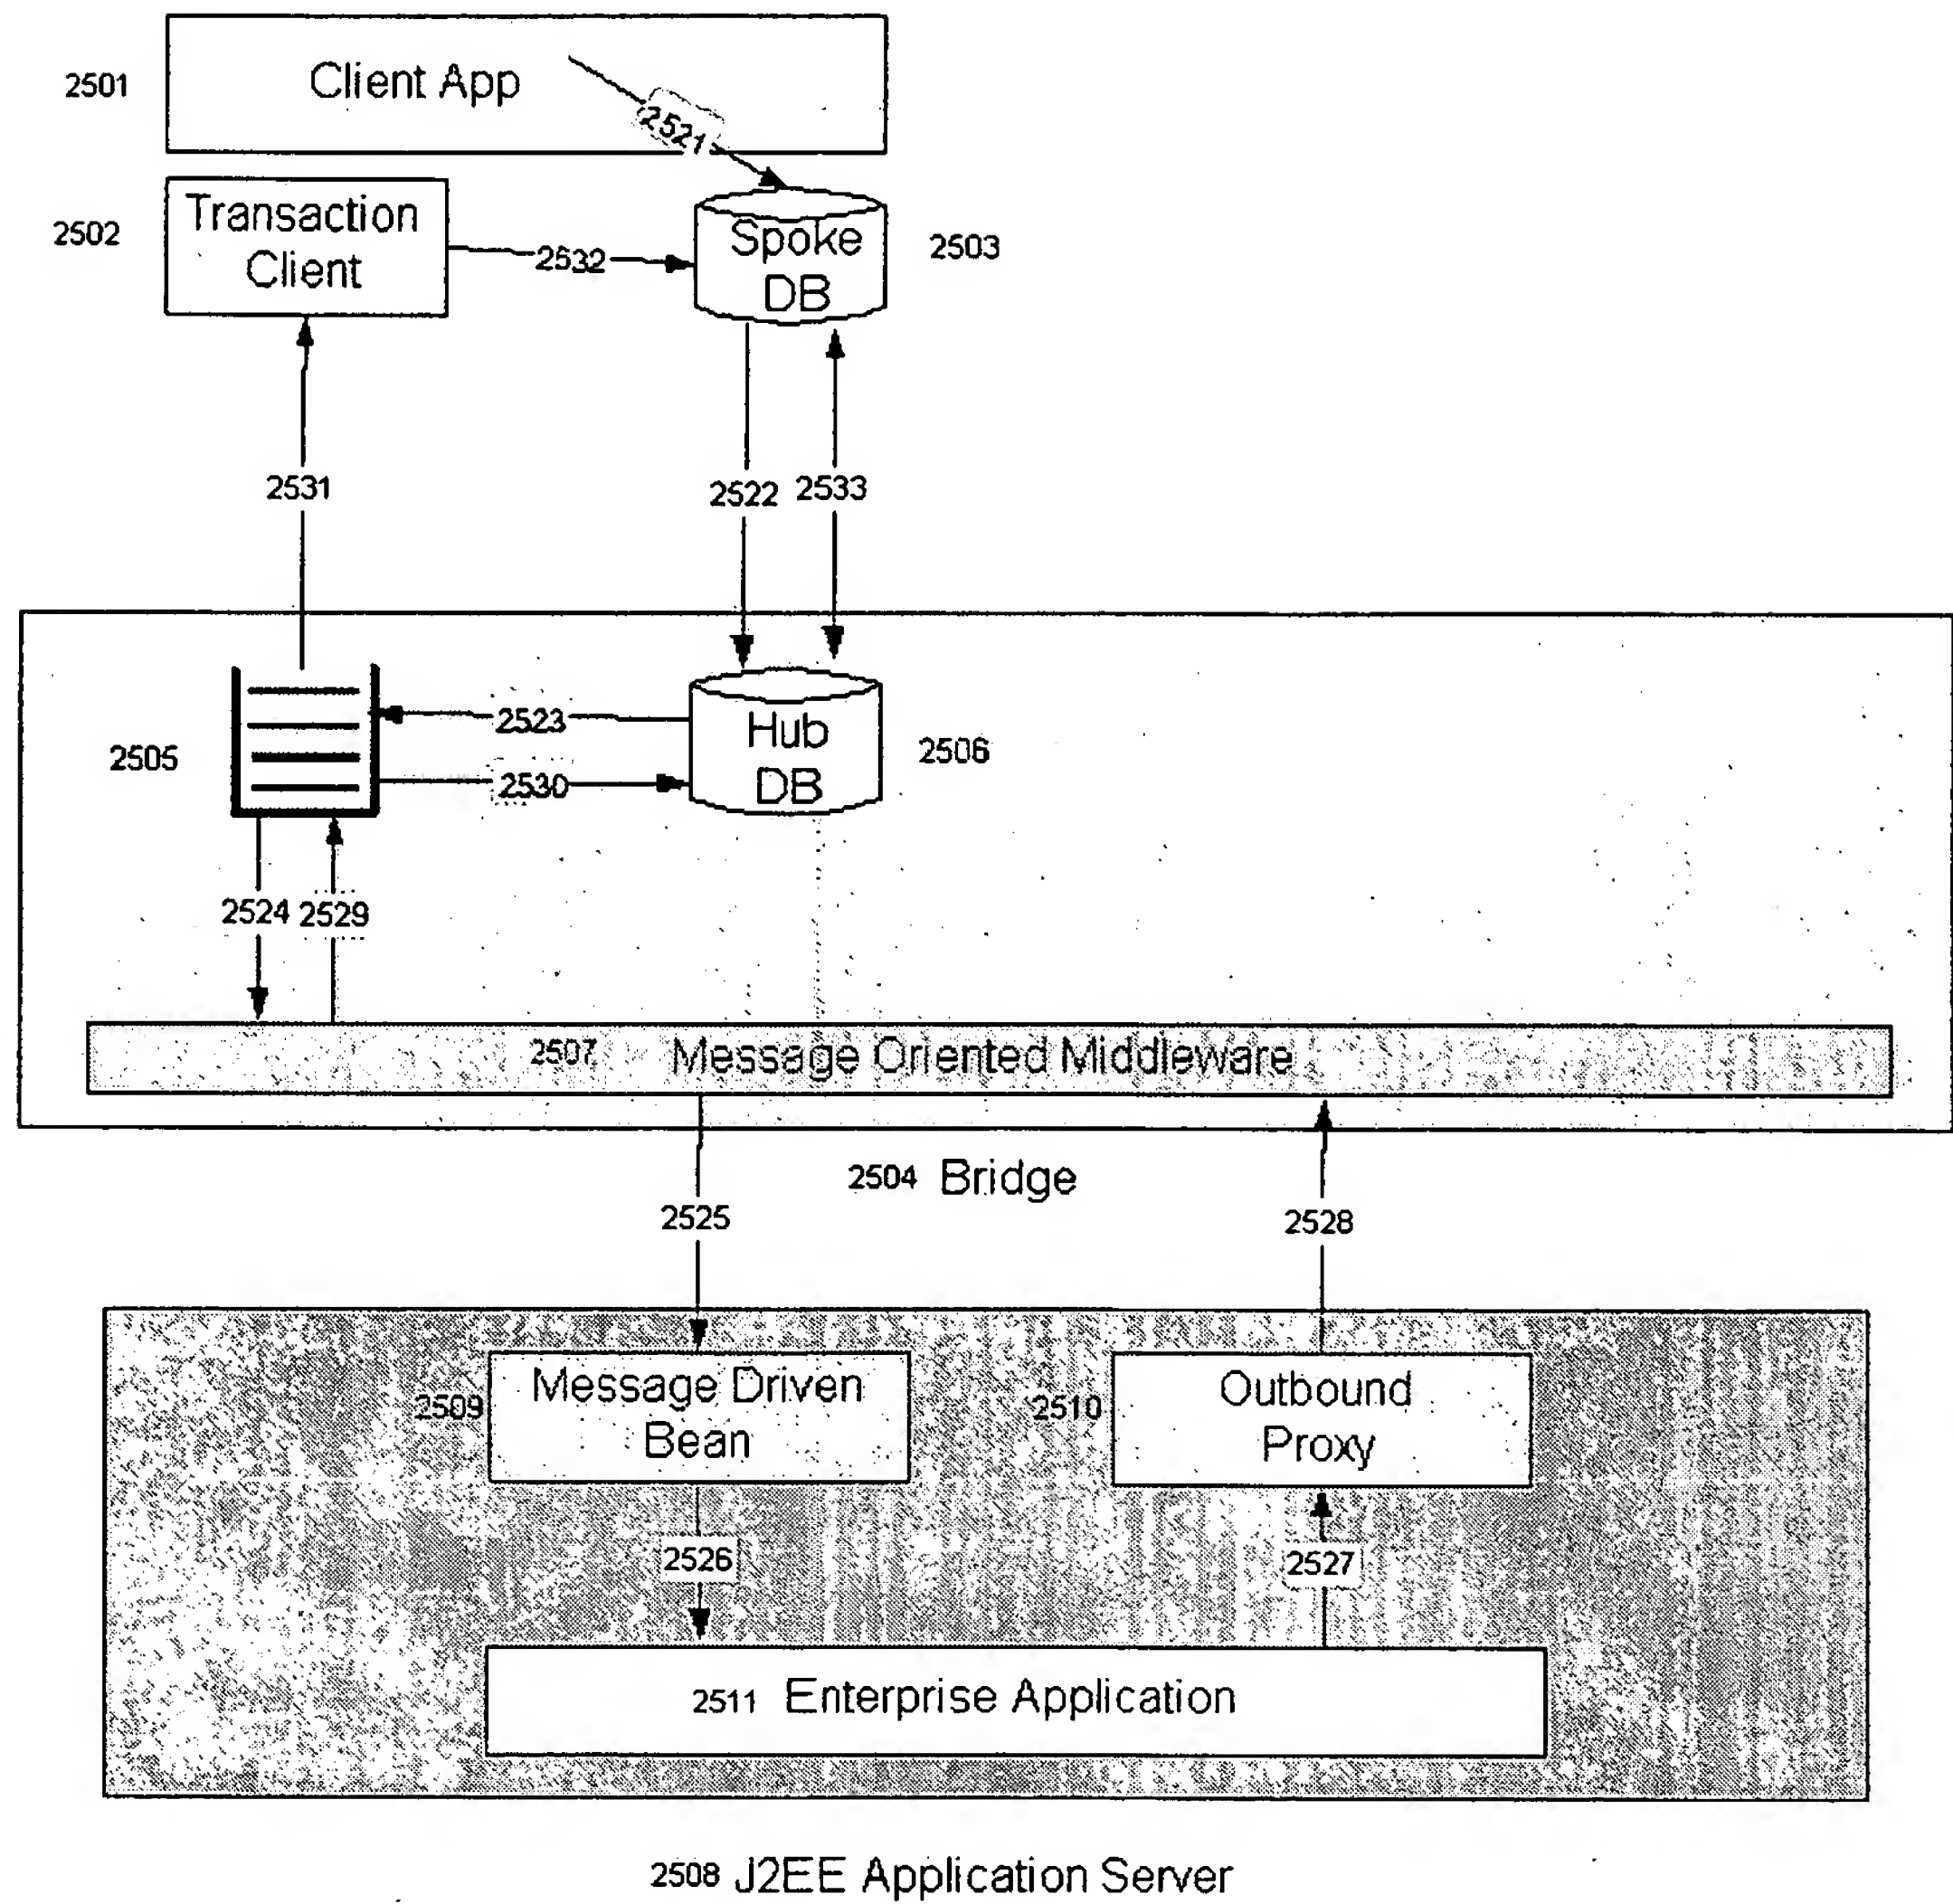 2501 Client App
2521
2502 Transaction
Client
2532
Spoke
DB
2503
2531
2522 2533
2505
2523
2530
Hub
DB
2506
2524 2529
2507 Message Oriented Middleware
2504 Bridge
2525
2528
2509 Message Driven
Bean
2510 Outbound
Proxy
2526
2527
2511 Enterprise Application
2508 J2EE Application Server